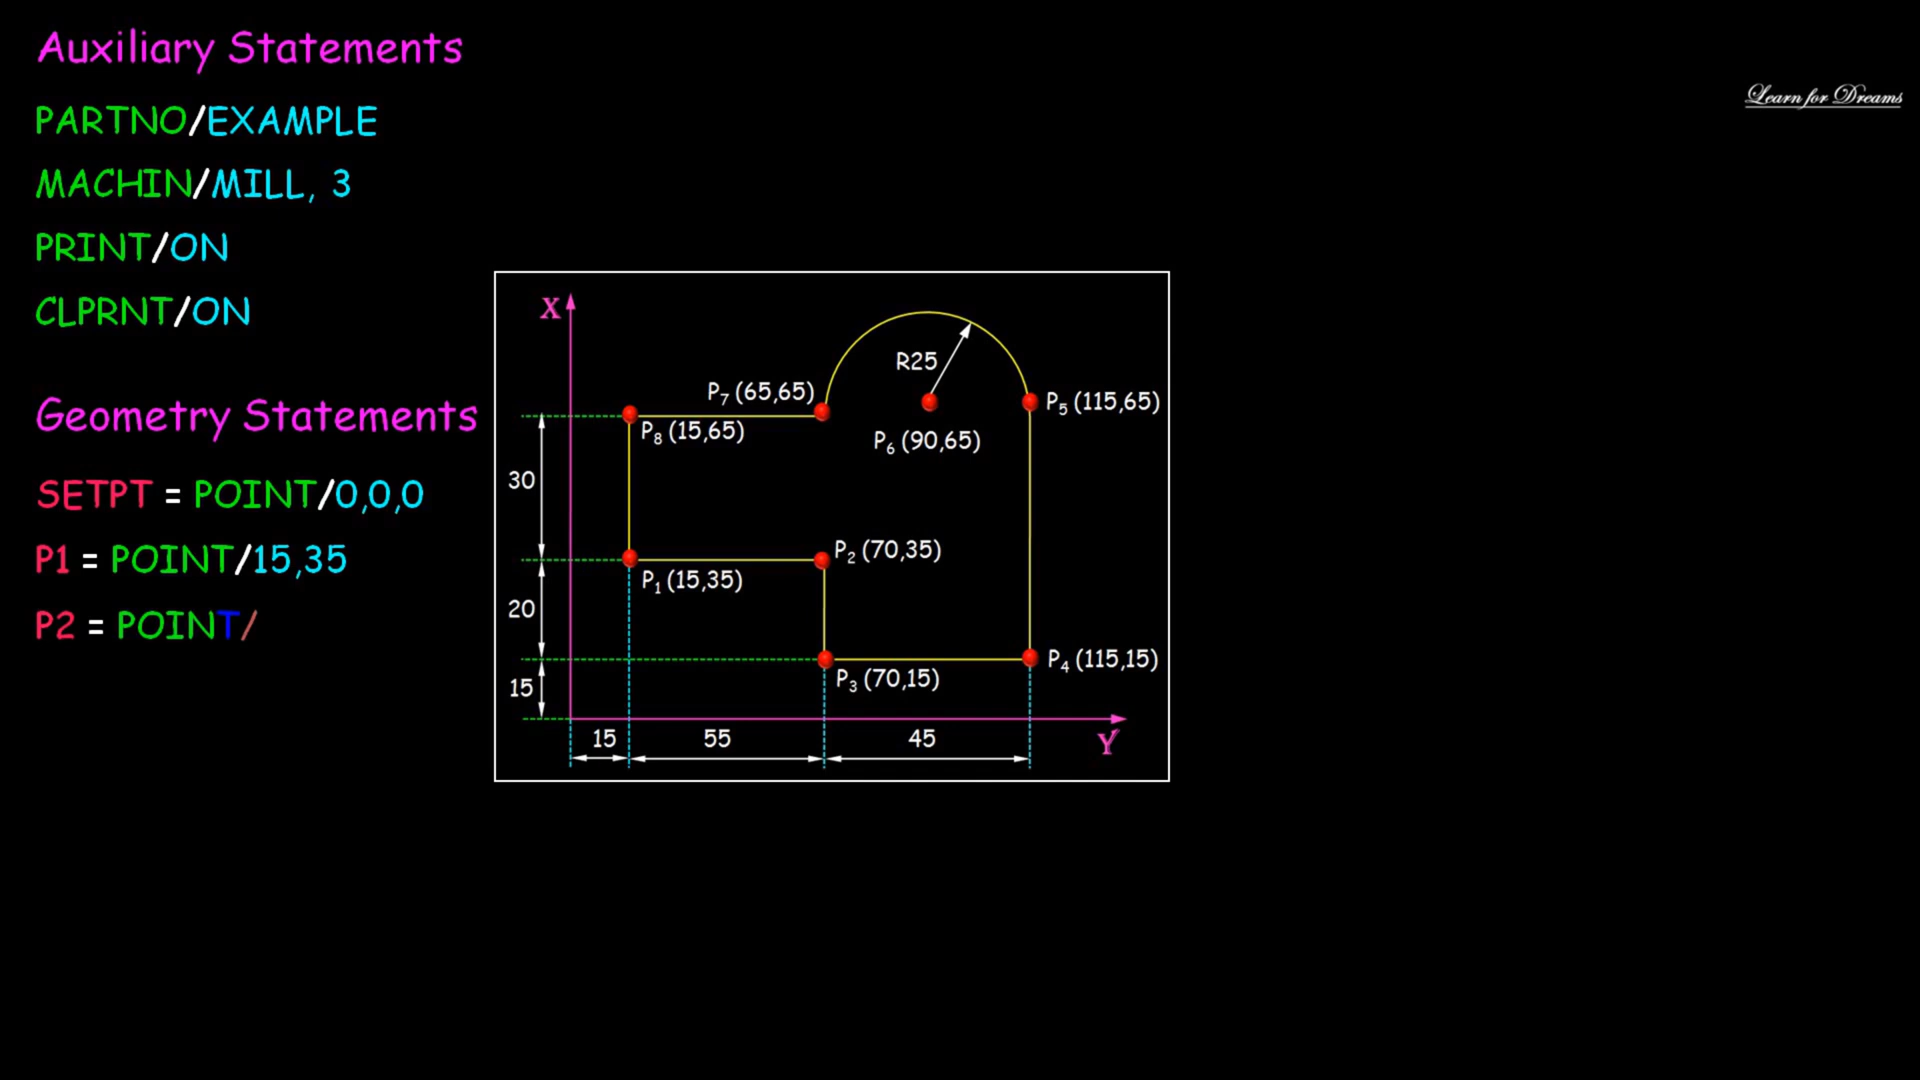 Auxiliary Statements
Learn for Dreams
PARTNO/EXAMPLE
MACHIN/MILL, 3
PRINT/ON
CLPRNT/ON
Geometry Statements
SETPT = POINT/0,0,0
P1 = POINT/15,35
P2 = POINT/
X
R25
P7 (65,65)
P5 (115,65)
P8 (15,65)
P6 (90,65)
30
P2 (70,35)
P1 (15,35)
20
P4 (115,15)
P3 (70,15)
15
15 55 45
Y